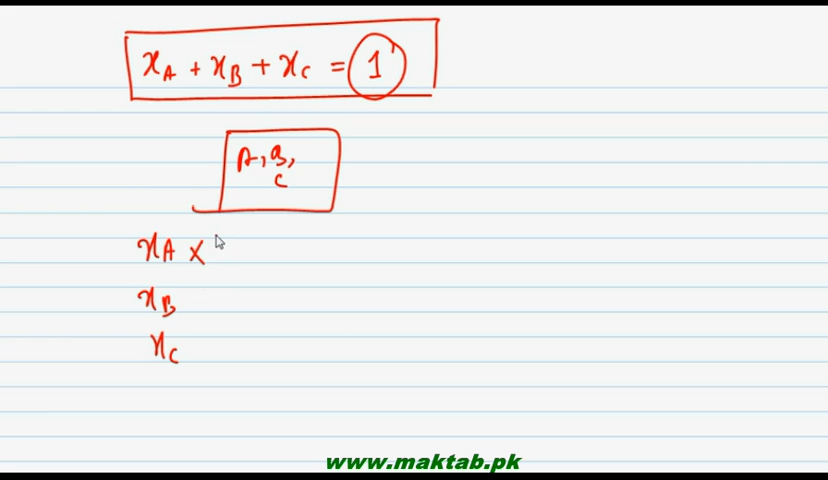 xA + xB + xC = 1
A, B,
C
xA ×
xB
xC
www.maktab.pk